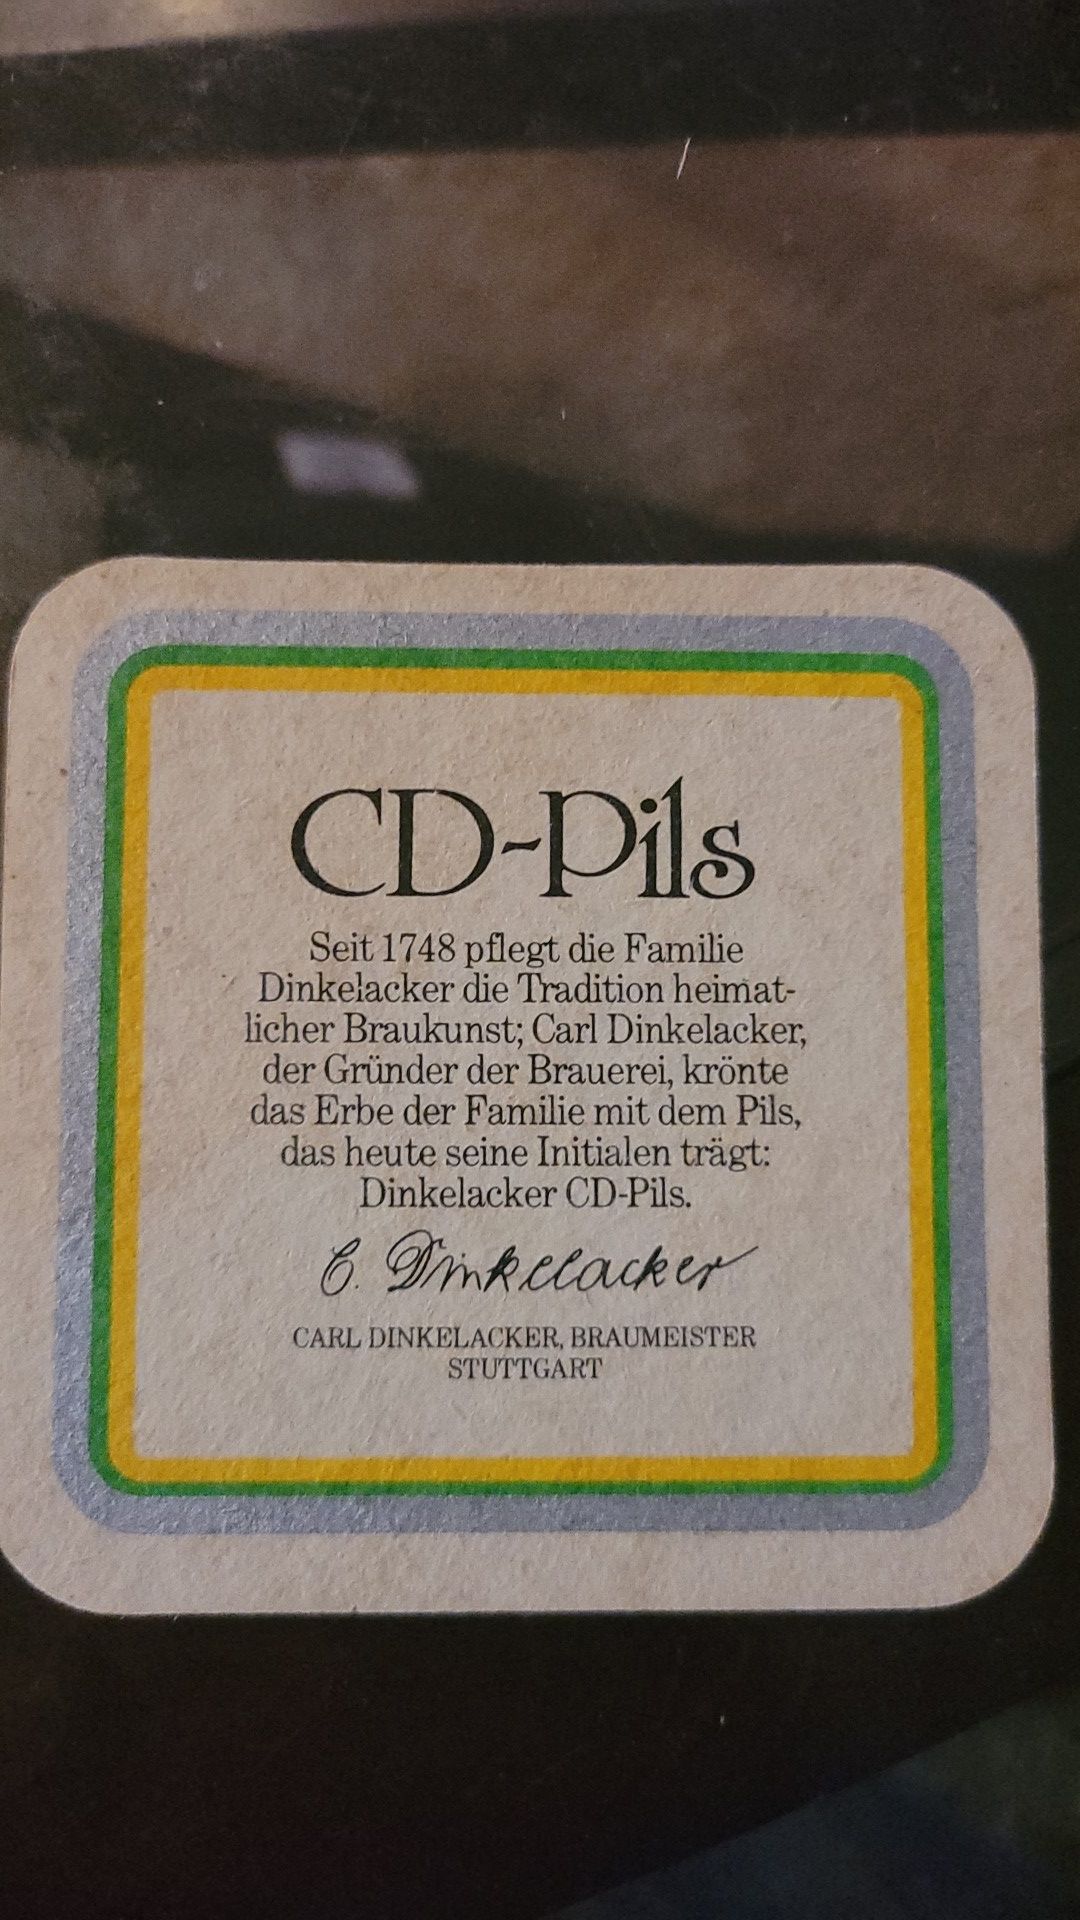 CD-Pils
Seit 1748 pflegt die Familie
Dinkelacker die Tradition heimat-
licher Braukunst; Carl Dinkelacker,
der Gründer der Brauerei, krönte
das Erbe der Familie mit dem Pils,
das heute seine Initialen trägt:
Dinkelacker CD-Pils.
C. Dinkelacker
CARL DINKELACKER, BRAUMEISTER
STUTTGART